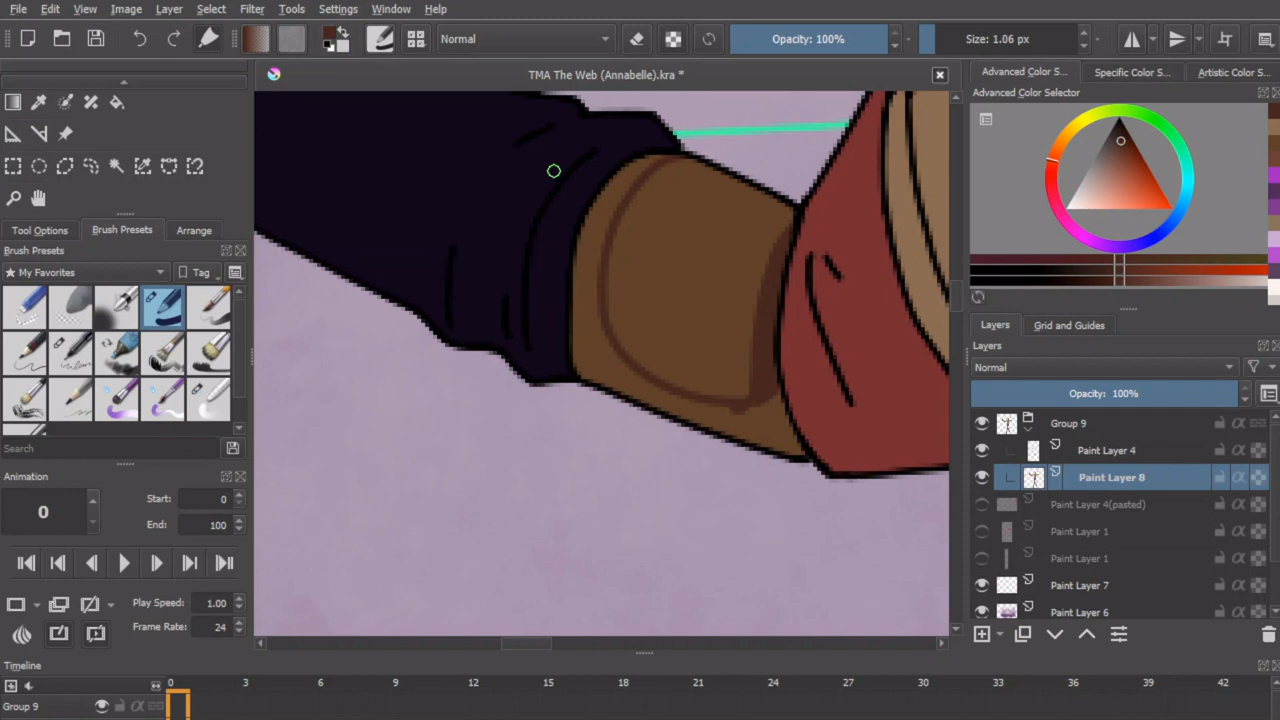 File Edit View Image Layer Select Filter Tools Settings Window Help
Normal Opacity: 100% Size: 1.06 px
TMA The Web (Annabelle).kra *
Advanced Color S... Specific Color S... Artistic Color S...
Advanced Color Selector
Tool Options Brush Presets Arrange
Brush Presets
My Favorites Tag
Search
Animation
0
Start: 0
End: 100
Play Speed: 1.00
Frame Rate: 24
Layers Grid and Guides
Layers
Normal
Opacity: 100%
Group 9
Paint Layer 4
Paint Layer 8
Paint Layer 4(pasted)
Paint Layer 1
Paint Layer 1
Paint Layer 7
Paint Layer 6
Timeline
0 3 6 9 12 15 18 21 24 27 30 33 36 39 42
Group 9